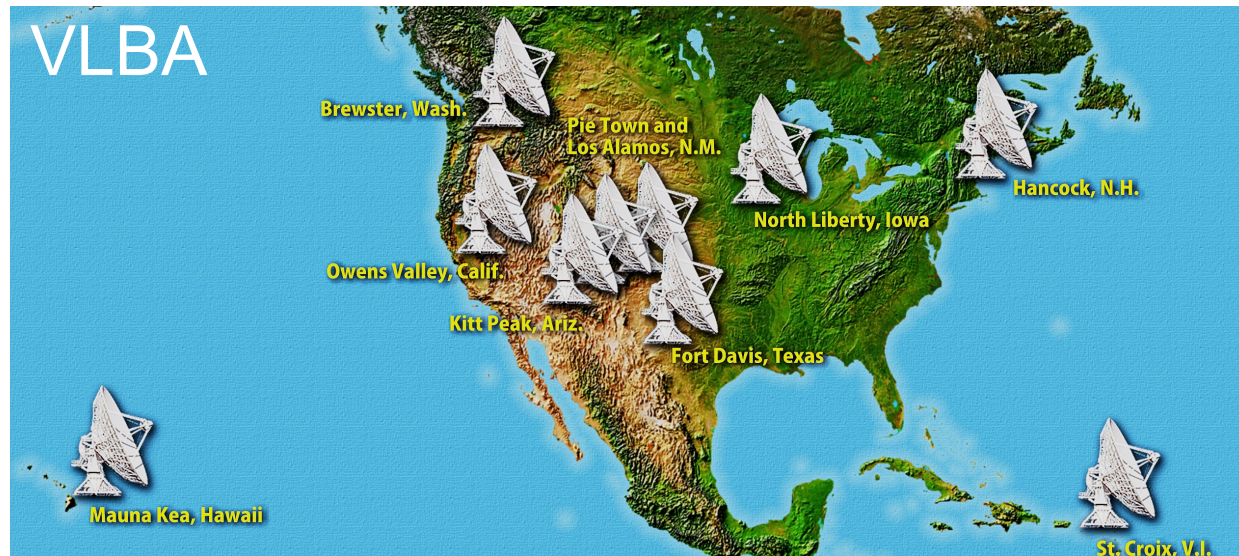 VLBA
Brewster, Wash.
Pie Town and
Los Alamos, N.M.
Hancock, N.H.
North Liberty, Iowa
Owens Valley, Calif.
Kitt Peak, Ariz.
Fort Davis, Texas
Mauna Kea, Hawaii
St. Croix, V.I.